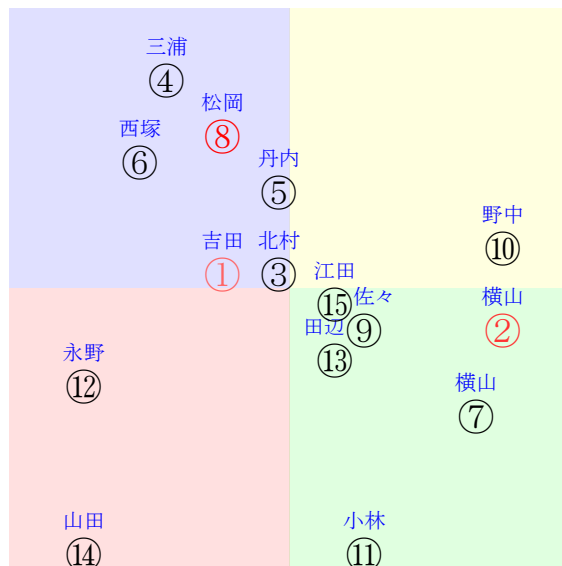 三浦
④
松岡
⑧
西塚
⑥
丹内
⑤
野中
⑩
吉田
①
北村
③
江田
⑮
佐々
⑨
横山
②
田辺
⑬
永野
⑫
横山
⑦
山田
⑭
小林
⑪